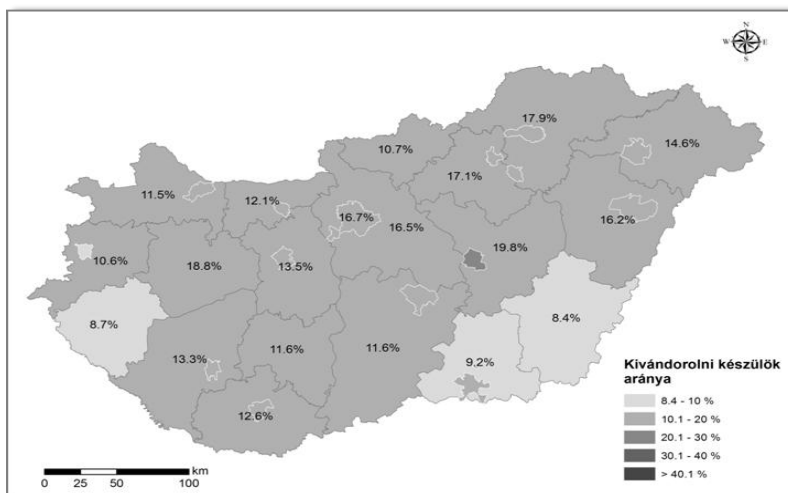 N
W E
S
17.9%
10.7%
14.6%
17.1%
11.5%
12.1%
16.7%
16.5%
16.2%
10.6%
18.8%
13.5%
19.8%
8.7%
8.4%
13.3%
11.6%
11.6%
9.2%
12.6%
Kivándorolni készülök
aránya
8.4 - 10 %
10.1 - 20 %
20.1 - 30 %
30.1 - 40 %
> 40.1 %
km
0 25 50 100